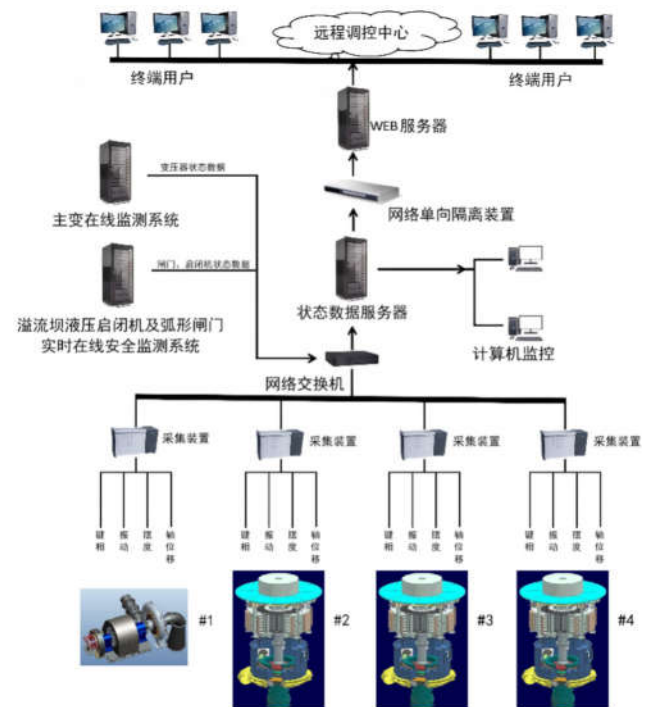 远程调控中心
终端用户
终端用户
WEB服务器
变压器状态数据
主变在线监测系统
网络单向隔离装置
闸门,启闭机状态数据
溢流坝液压启闭机及弧形闸门
实时在线安全监测系统
状态数据服务器
计算机监控
网络交换机
采集装置
采集装置
采集装置
采集装置
键相
振动
摆度
轴位移
键相
振动
摆度
轴位移
键相
振动
摆度
轴位移
键相
振动
摆度
轴位移
#1
#2
#3
#4